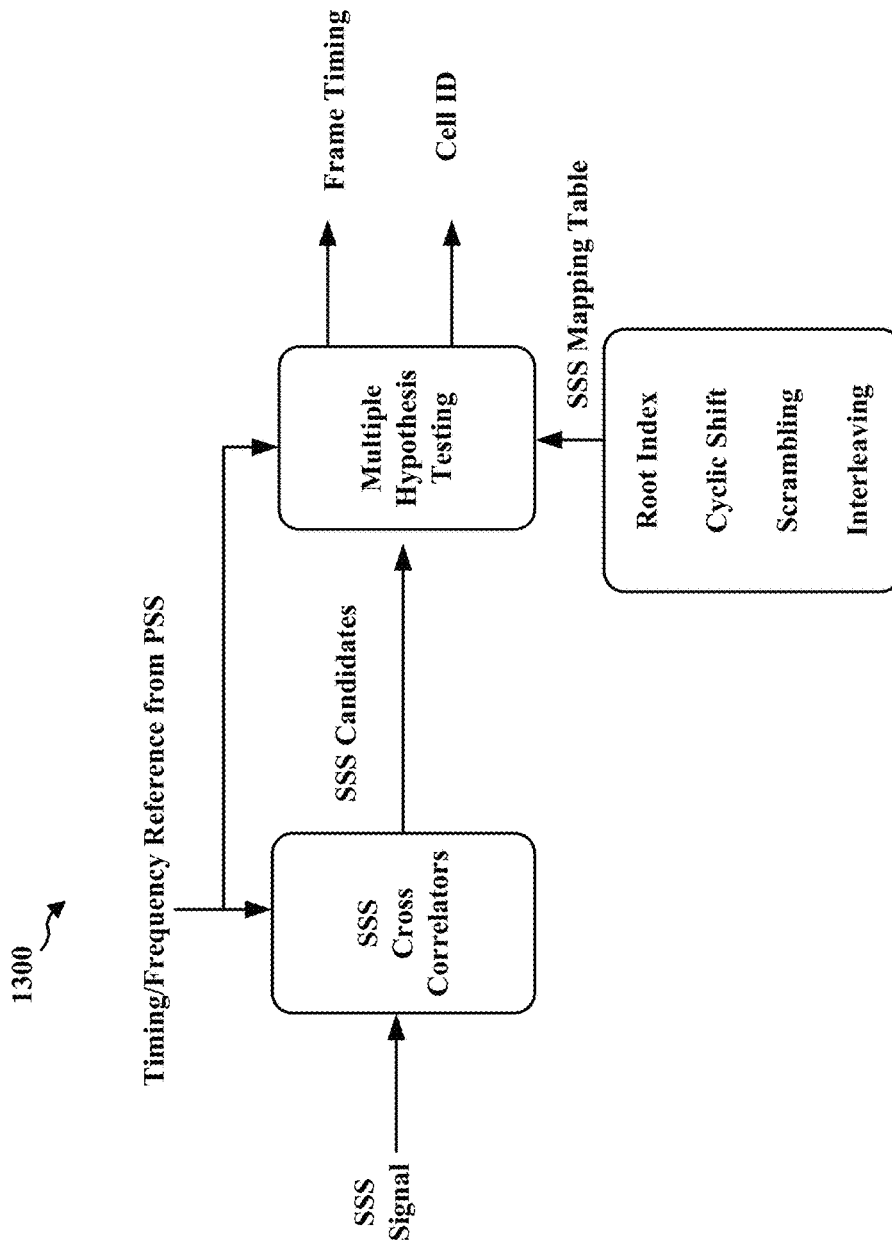 1300
Timing/Frequency Reference from PSS
SSS
Signal
SSS
Cross
Correlators
SSS Candidates
Multiple
Hypothesis
Testing
Frame Timing
Cell ID
SSS Mapping Table
Root Index
Cyclic Shift
Scrambling
Interleaving